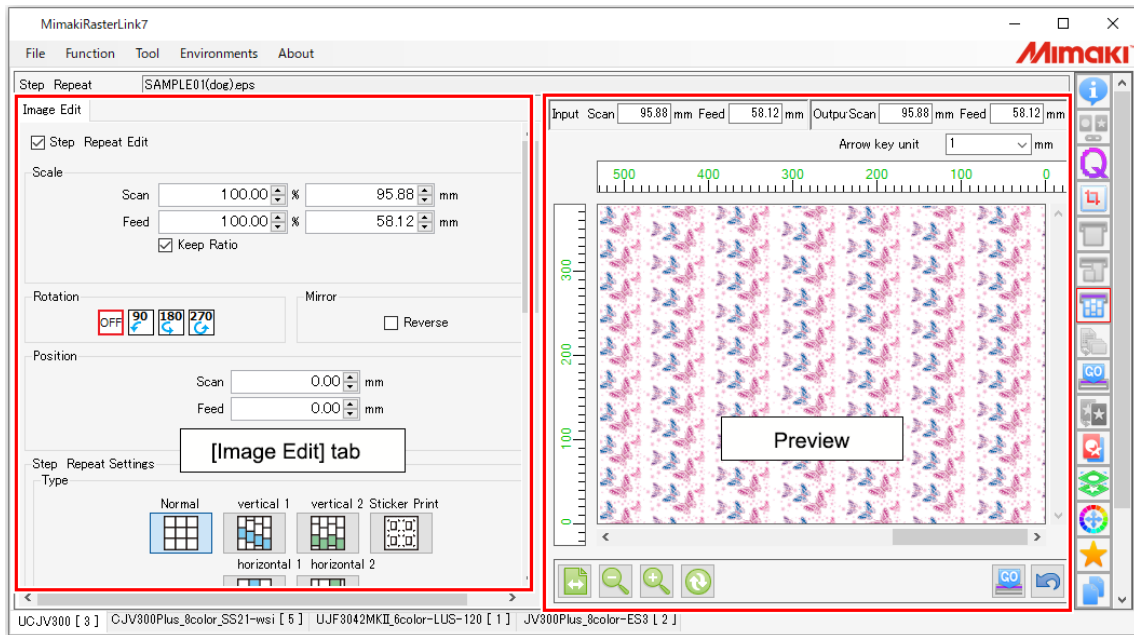 MimakiRasterLink7
File Function Tool Environments About
Mimaki
Step Repeat SAMPLE01(dog).eps
Image Edit
Step Repeat Edit
Scale
Scan 100.00 % 95.88 mm
Feed 100.00 % 58.12 mm
Keep Ratio
Rotation
OFF 90 180 270
Mirror
Reverse
Position
Scan 0.00 mm
Feed 0.00 mm
[Image Edit] tab
Step Repeat Settings
Type
Normal vertical 1 vertical 2 Sticker Print
horizontal 1 horizontal 2
Input Scan 95.88 mm Feed 58.12 mm Outpu Scan 95.88 mm Feed 58.12 mm
Arrow key unit 1 mm
500 400 300 200 100 0
300
200
100
0
Preview
GO
Q
GO
UCJV300 [ 3 ] CJV300Plus_8color_SS21-wsi [ 5 ] UJF3042MKII_6color-LUS-120 [ 1 ] JV300Plus_8color-ES3 [ 2 ]